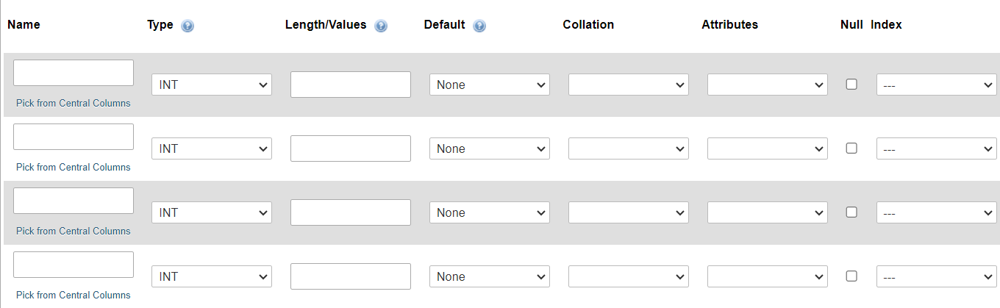 Name Type Length/Values Default Collation Attributes Null Index
INT None ---
Pick from Central Columns
INT None ---
Pick from Central Columns
INT None ---
Pick from Central Columns
INT None ---
Pick from Central Columns